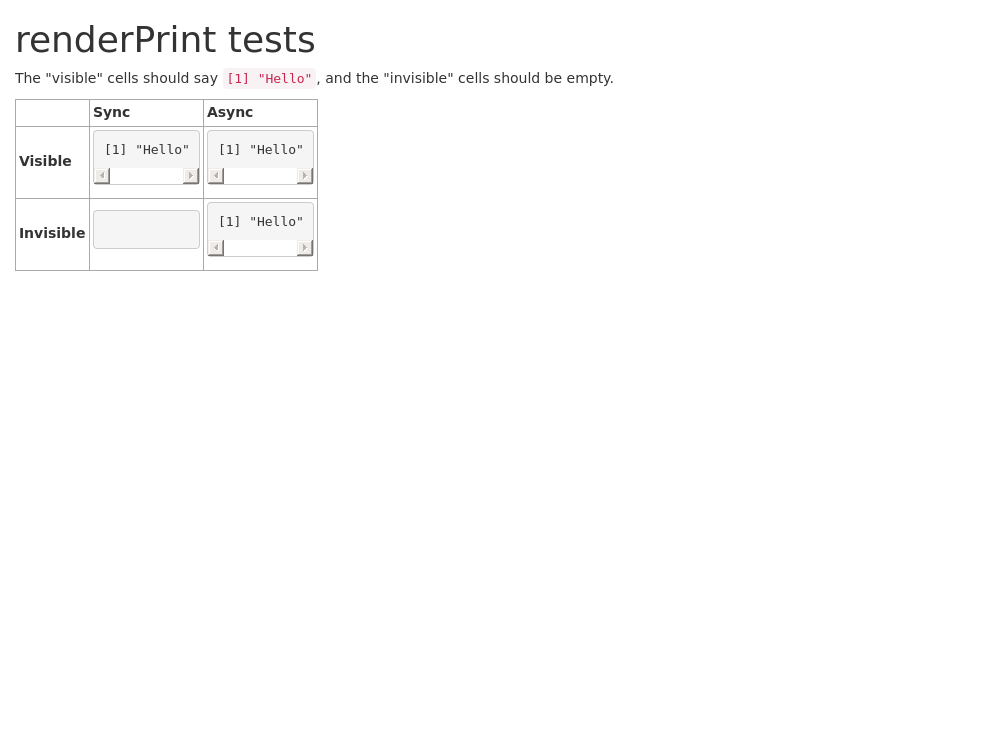 renderPrint tests
The "visible" cells should say [1] "Hello", and the "invisible" cells should be empty.
Sync Async
Visible [1] "Hello" [1] "Hello"
Invisible [1] "Hello"